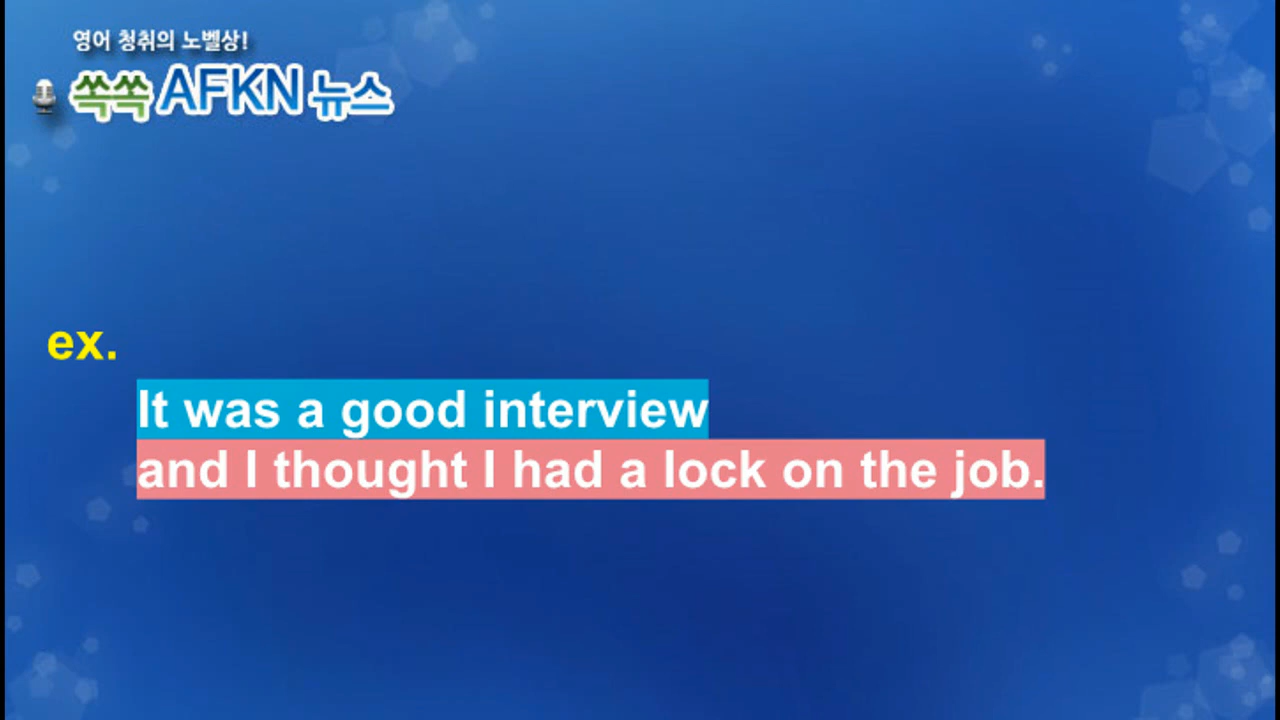 영어 청취의 노벨상!
쏙쏙 AFKN 뉴스
ex.
It was a good interview
and I thought I had a lock on the job.